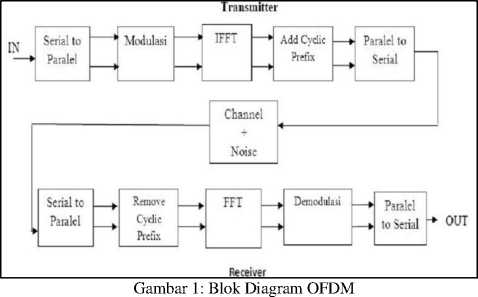 Transmitter
IN
Serial to
Paralel
Modulasi
IFFT
Add Cyclic
Prefix
Paralel to
Serial
Channel
+
Noise
Serial to
Paralel
Remove
Cyclic
Prefix
FFT
Demodulasi
Paralel
to Serial
OUT
Receiver
Gambar 1: Blok Diagram OFDM